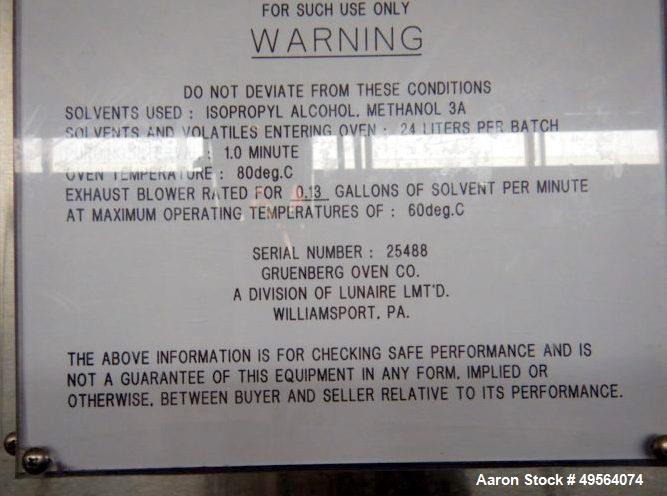 FOR SUCH USE ONLY
WARNING
DO NOT DEVIATE FROM THESE CONDITIONS
SOLVENTS USED : ISOPROPYL ALCOHOL, METHANOL 3A
SOLVENTS AND VOLATILES ENTERING OVEN : 24 LITERS PER BATCH
: 1.0 MINUTE
OVEN TEMPERATURE : 80deg.C
EXHAUST BLOWER RATED FOR 0.13 GALLONS OF SOLVENT PER MINUTE
AT MAXIMUM OPERATING TEMPERATURES OF : 60deg.C
SERIAL NUMBER : 25488
GRUENBERG OVEN CO.
A DIVISION OF LUNAIRE LMT'D.
WILLIAMSPORT, PA.
THE ABOVE INFORMATION IS FOR CHECKING SAFE PERFORMANCE AND IS
NOT A GUARANTEE OF THIS EQUIPMENT IN ANY FORM, IMPLIED OR
OTHERWISE, BETWEEN BUYER AND SELLER RELATIVE TO ITS PERFORMANCE.
Aaron Stock # 49564074